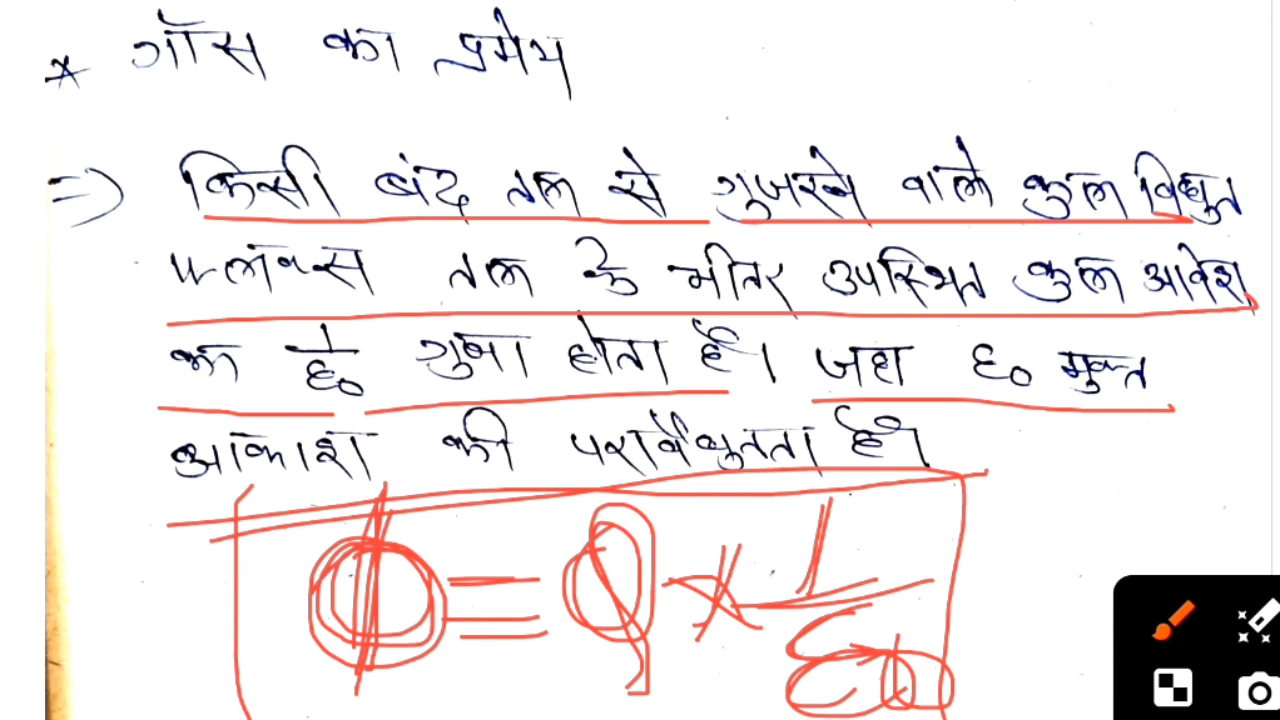 * गॉस का प्रमेय
=> किसी बंद तल से गुजरने वाले कुल विद्युत
फ्लक्स तल के भीतर उपस्थित कुल आवेश
का 1/ε₀ गुणा होता है। जहा ε₀ मुक्त
आकाश की परावैद्युतता है।
ϕ = q × 1/ε₀